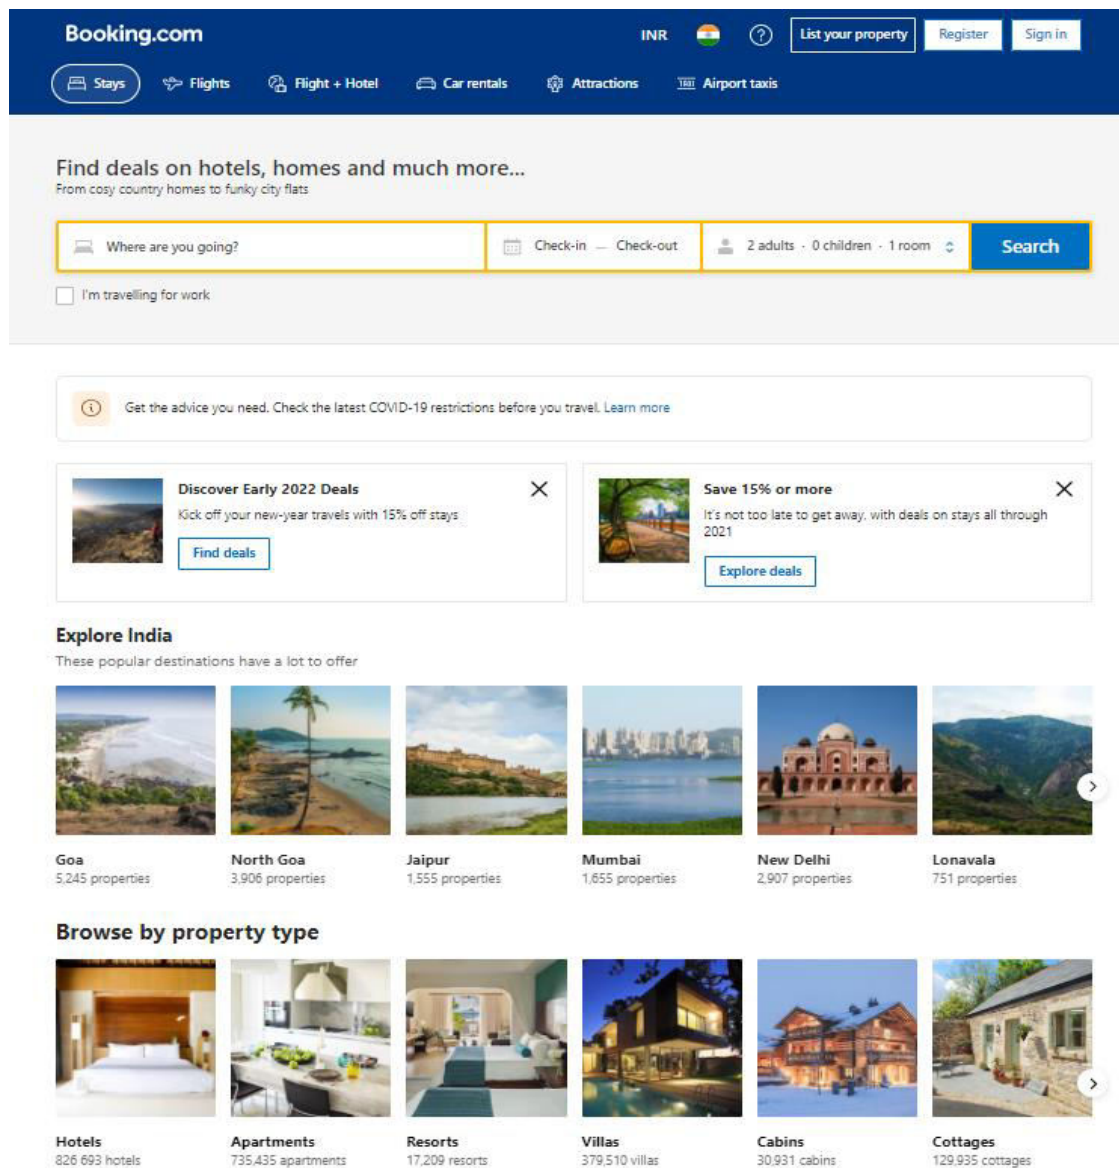 Booking.com
INR
List your property
Register
Sign in
Stays
Flights
Flight + Hotel
Car rentals
Attractions
TAXI Airport taxis
Find deals on hotels, homes and much more...
From cosy country homes to funky city flats
Where are you going?
Check-in — Check-out
2 adults · 0 children · 1 room
Search
I'm travelling for work
Get the advice you need. Check the latest COVID-19 restrictions before you travel. Learn more
Discover Early 2022 Deals
Kick off your new-year travels with 15% off stays
Find deals
Save 15% or more
It's not too late to get away, with deals on stays all through
2021
Explore deals
Explore India
These popular destinations have a lot to offer
Goa
5,245 properties
North Goa
3,906 properties
Jaipur
1,555 properties
Mumbai
1,655 properties
New Delhi
2,907 properties
Lonavala
751 properties
Browse by property type
Hotels
826 693 hotels
Apartments
735,435 apartments
Resorts
17,209 resorts
Villas
379,510 villas
Cabins
30,931 cabins
Cottages
129,935 cottages